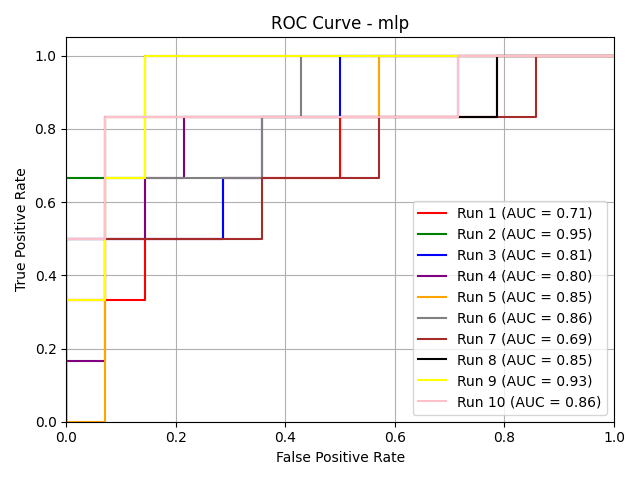 ROC Curve - mlp
True Positive Rate
1.0
0.8
0.6
0.4
0.2
0.0
Run 1 (AUC = 0.71)
Run 2 (AUC = 0.95)
Run 3 (AUC = 0.81)
Run 4 (AUC = 0.80)
Run 5 (AUC = 0.85)
Run 6 (AUC = 0.86)
Run 7 (AUC = 0.69)
Run 8 (AUC = 0.85)
Run 9 (AUC = 0.93)
Run 10 (AUC = 0.86)
0.0 0.2 0.4 0.6 0.8 1.0
False Positive Rate